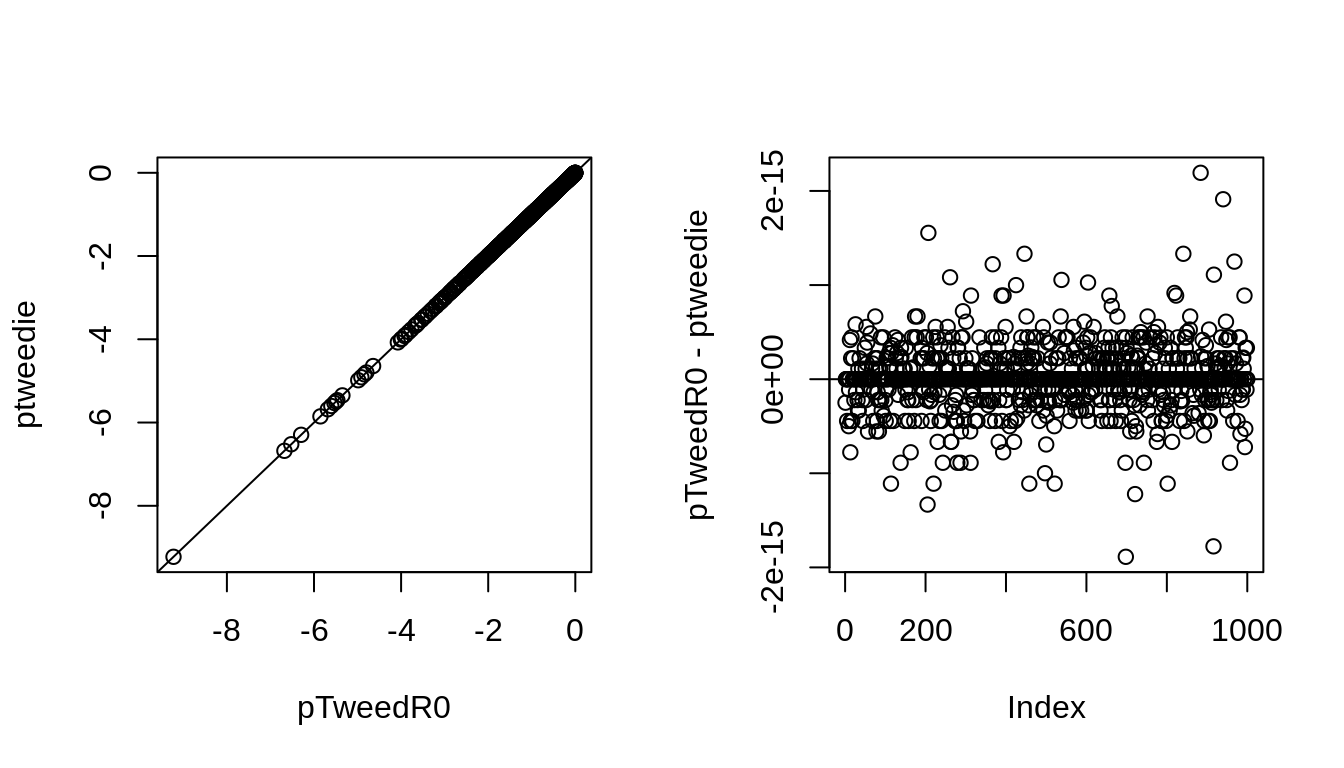 0
-2
-4
-6
-8
ptweedie
-8 -6 -4 -2 0
pTweedR0
2e-15
0e+00
-2e-15
pTweedR0 - ptweedie
0 200 600 1000
Index